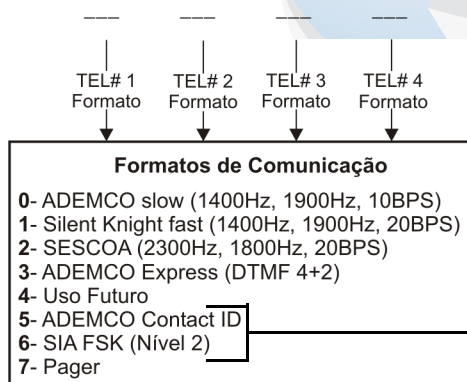 TEL# 1 TEL# 2 TEL# 3 TEL# 4
Formato Formato Formato Formato
Formatos de Comunicação
0- ADEMCO slow (1400Hz, 1900Hz, 10BPS)
1- Silent Knight fast (1400Hz, 1900Hz, 20BPS)
2- SESCOA (2300Hz, 1800Hz, 20BPS)
3- ADEMCO Express (DTMF 4+2)
4- Uso Futuro
5- ADEMCO Contact ID
6- SIA FSK (Nível 2)
7- Pager